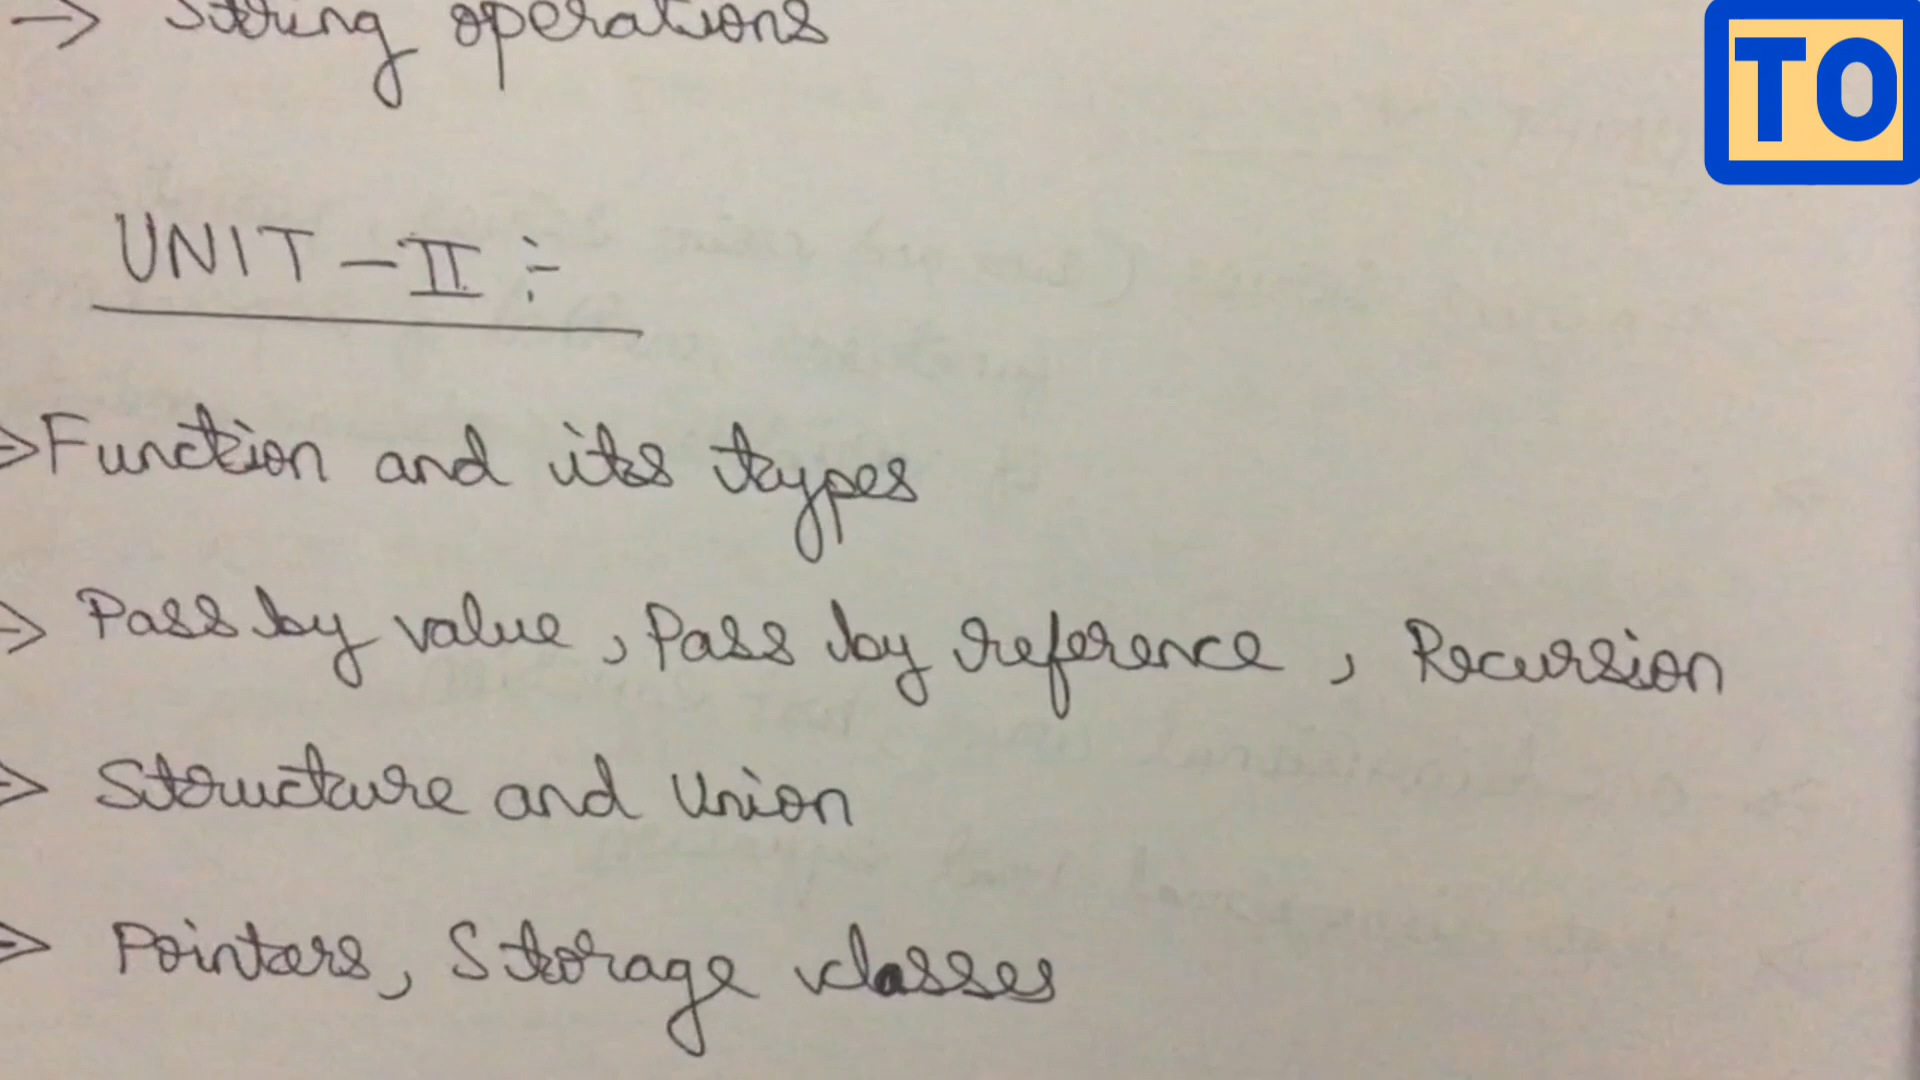 → String operations
TO
UNIT-II :-
→ Function and its types
→ Pass by value, Pass by reference, Recursion
→ Structure and Union
→ Pointers, Storage classes